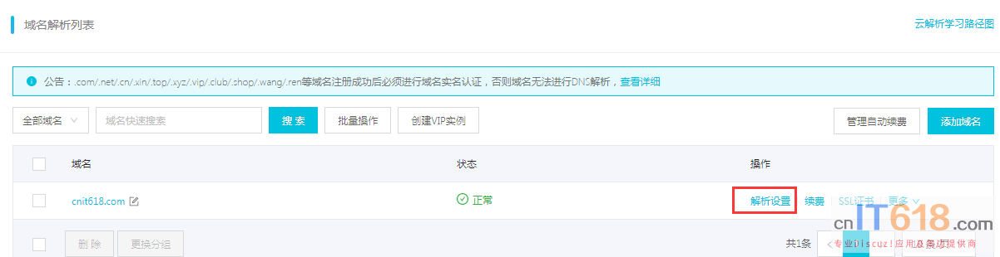 域名解析列表
云解析学习路径图
公告：.com/.net/.cn/.xin/.top/.xyz/.vip/.club/.shop/.wang/.ren等域名注册成功后必须进行域名实名认证，否则域名无法进行DNS解析，查看详细
全部域名 域名快速搜索 搜 索 批量操作 创建VIP实例 管理自动续费 添加域名
域名 状态 操作
cnit618.com 正常 解析设置 续费 SSL证书 更多
cnIT618.com
删 除 更换分组 共1条
专业Discuz!应用及周边提供商